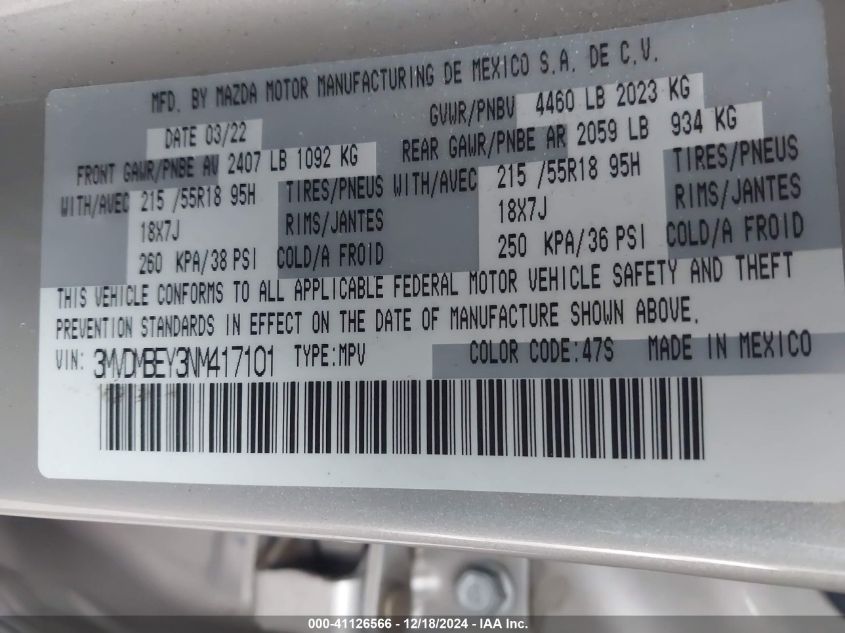 MFD. BY MAZDA MOTOR MANUFACTURING DE MEXICO S.A. DE C.V.
DATE 03/22 GVWR/PNBV 4460 LB 2023 KG
FRONT GAWR/PNBE AV 2407 LB 1092 KG REAR GAWR/PNBE AR 2059 LB 934 KG
WITH/AVEC 215 /55R18 95H TIRES/PNEUS WITH/AVEC 215 /55R18 95H TIRES/PNEUS
18X7J RIMS/JANTES 18X7J RIMS/JANTES
260 KPA/38 PSI COLD/A FROID 250 KPA/36 PSI COLD/A FROID
THIS VEHICLE CONFORMS TO ALL APPLICABLE FEDERAL MOTOR VEHICLE SAFETY AND THEFT
PREVENTION STANDARDS IN EFFECT ON THE DATE OF MANUFACTURE SHOWN ABOVE.
VIN: 3MVDMBEY3NM417101 TYPE:MPV COLOR CODE:47S MADE IN MEXICO
000-41126566 - 12/18/2024 - IAA Inc.